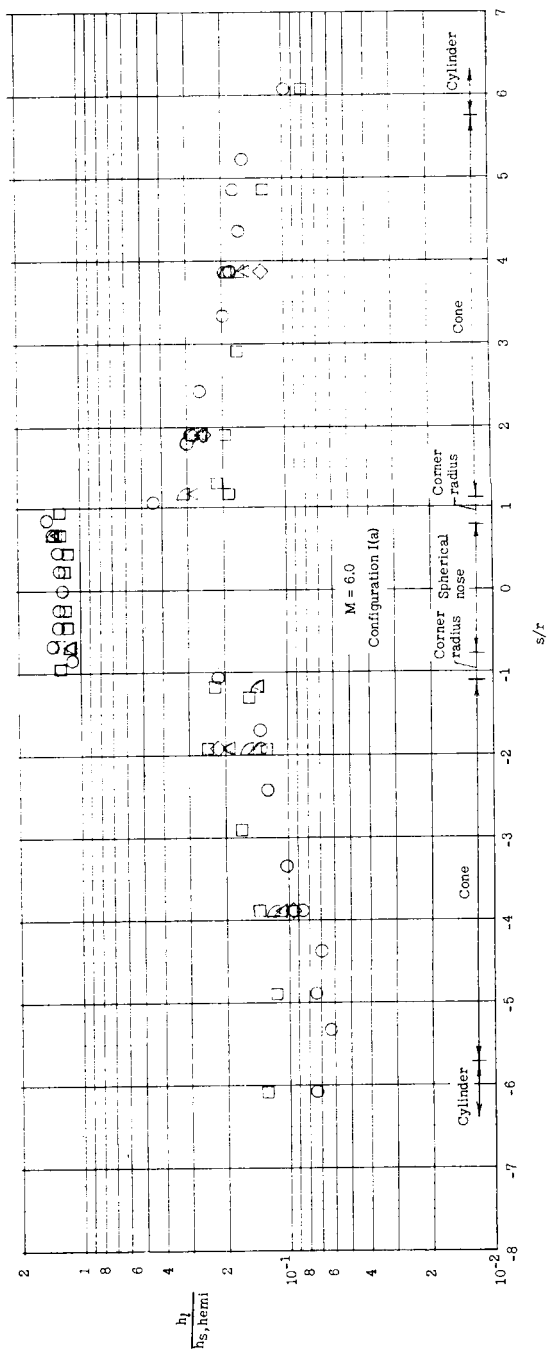 2
1
8
6
4
2
10⁻¹
8
6
4
2
10⁻²
h_l
h_s,hemi
M = 6.0
Configuration I(a)
Cylinder
Cone
Corner radius
Spherical nose
Corner radius
Cone
Cylinder
-8
-7
-6
-5
-4
-3
-2
-1
0
1
2
3
4
5
6
7
s/r